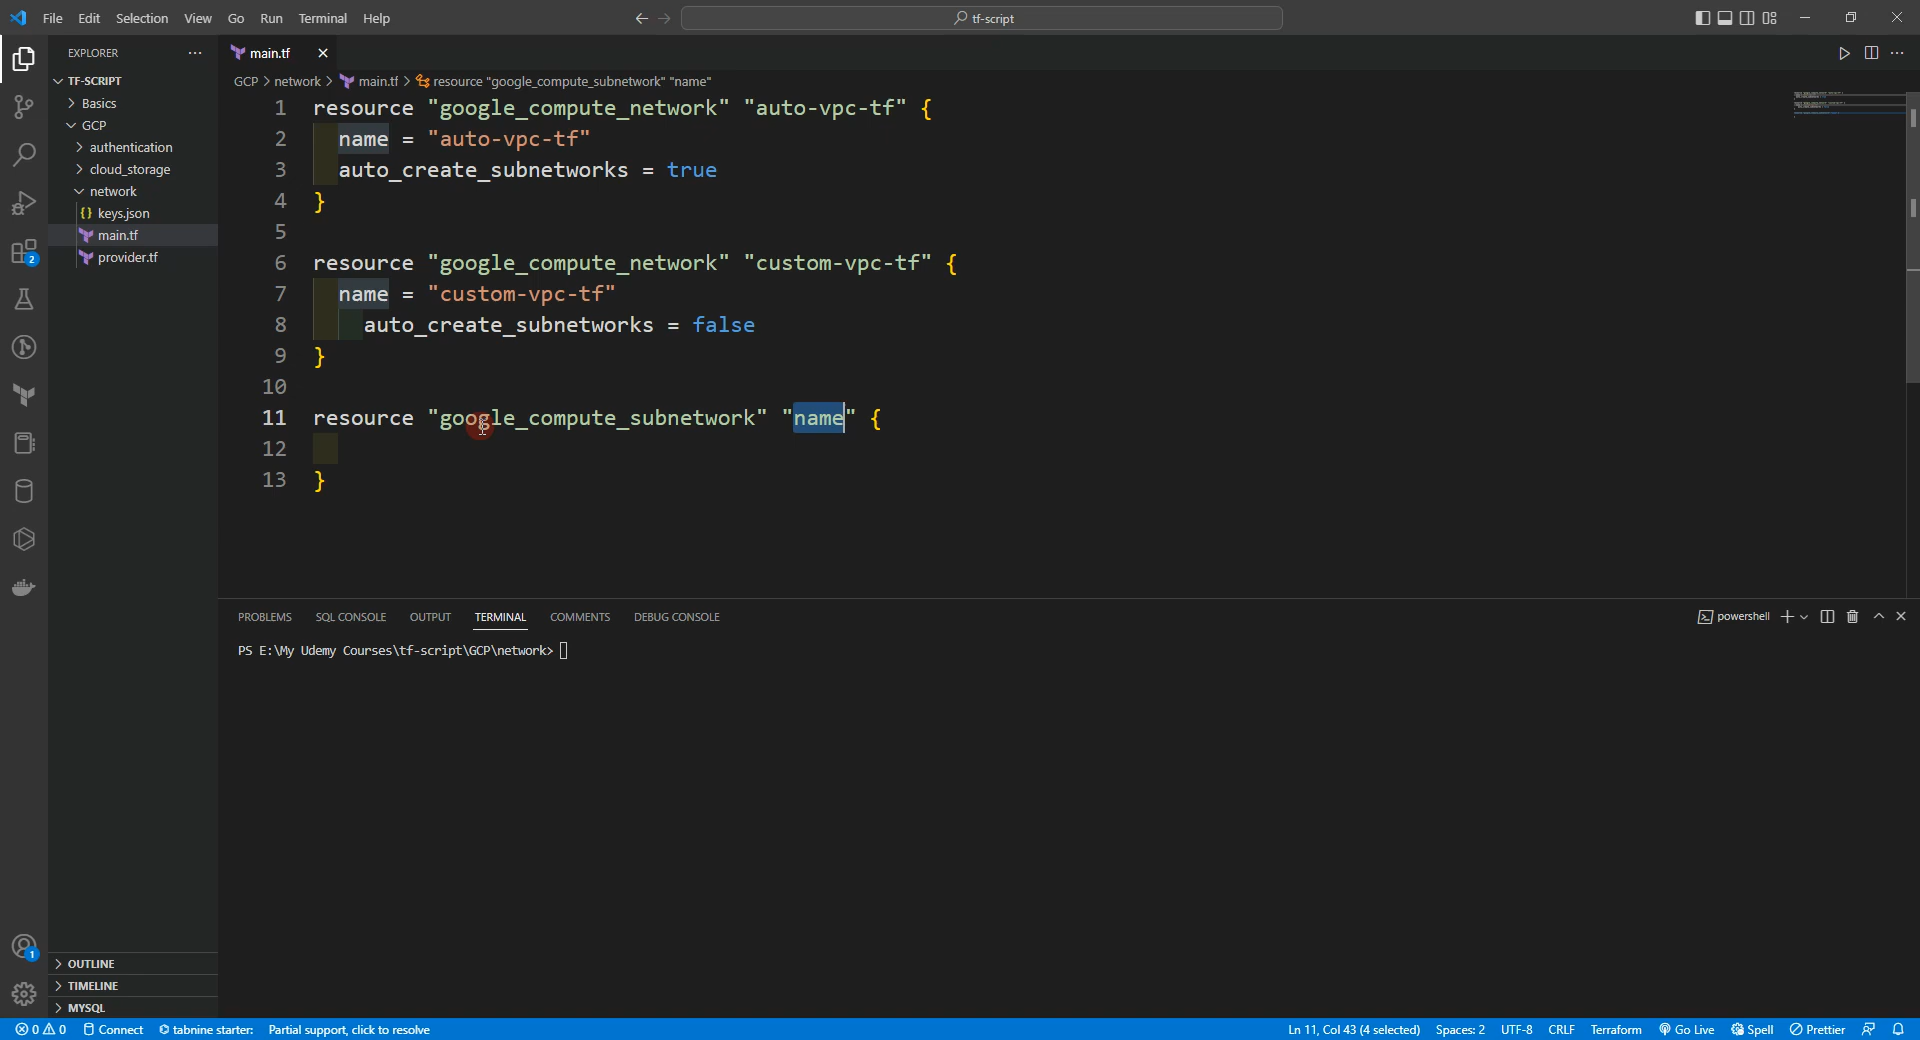 File Edit Selection View Go Run Terminal Help
tf-script
EXPLORER
TF-SCRIPT
Basics
GCP
authentication
cloud_storage
network
keys.json
main.tf
provider.tf
OUTLINE
TIMELINE
MYSQL
main.tf
GCP > network > main.tf > resource "google_compute_subnetwork" "name"
1 resource "google_compute_network" "auto-vpc-tf" {
2 name = "auto-vpc-tf"
3 auto_create_subnetworks = true
4 }
5
6 resource "google_compute_network" "custom-vpc-tf" {
7 name = "custom-vpc-tf"
8 auto_create_subnetworks = false
9 }
10
11 resource "google_compute_subnetwork" "name" {
12
13 }
PROBLEMS SQL CONSOLE OUTPUT TERMINAL COMMENTS DEBUG CONSOLE
powershell
PS E:\My Udemy Courses\tf-script\GCP\network>
2
1
0 0 Connect tabnine starter: Partial support, click to resolve
Ln 11, Col 43 (4 selected) Spaces: 2 UTF-8 CRLF Terraform Go Live Spell Prettier